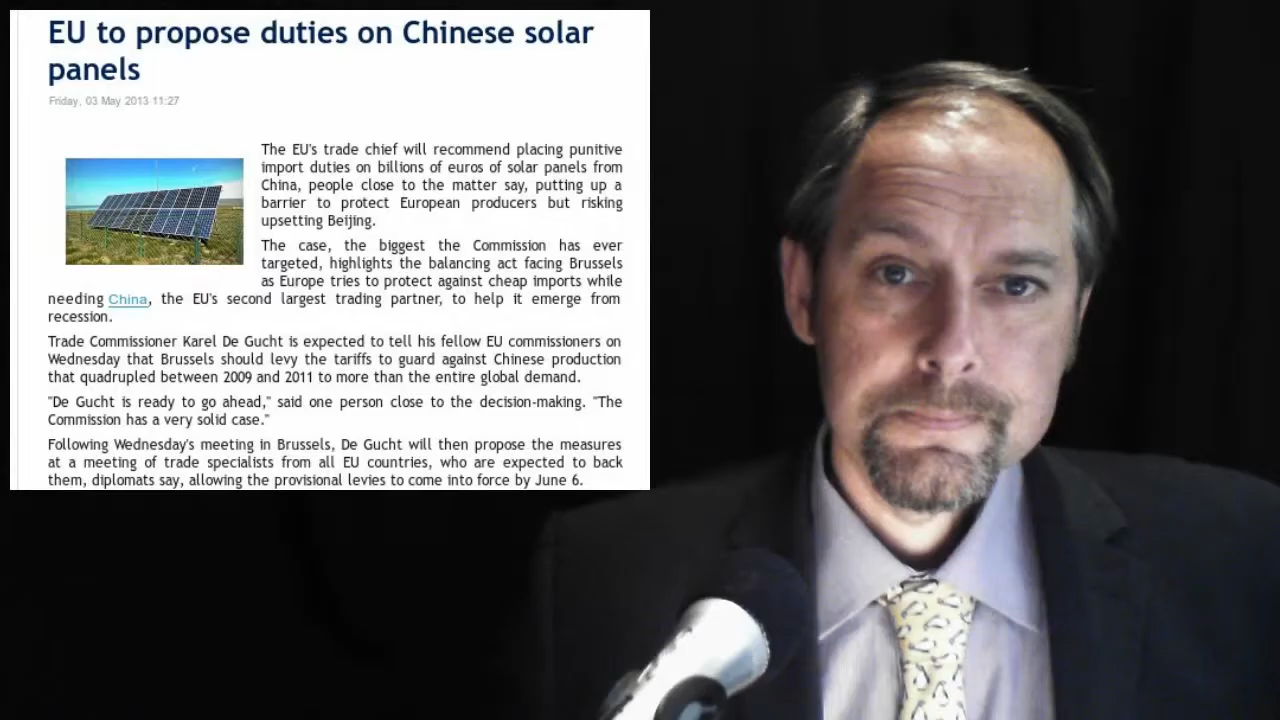 EU to propose duties on Chinese solar
panels
Friday, 03 May 2013 11:27
The EU's trade chief will recommend placing punitive
import duties on billions of euros of solar panels from
China, people close to the matter say, putting up a
barrier to protect European producers but risking
upsetting Beijing.
The case, the biggest the Commission has ever
targeted, highlights the balancing act facing Brussels
as Europe tries to protect against cheap imports while
needing China, the EU's second largest trading partner, to help it emerge from
recession.
Trade Commissioner Karel De Gucht is expected to tell his fellow EU commissioners on
Wednesday that Brussels should levy the tariffs to guard against Chinese production
that quadrupled between 2009 and 2011 to more than the entire global demand.
"De Gucht is ready to go ahead," said one person close to the decision-making. "The
Commission has a very solid case."
Following Wednesday's meeting in Brussels, De Gucht will then propose the measures
at a meeting of trade specialists from all EU countries, who are expected to back
them, diplomats say, allowing the provisional levies to come into force by June 6.